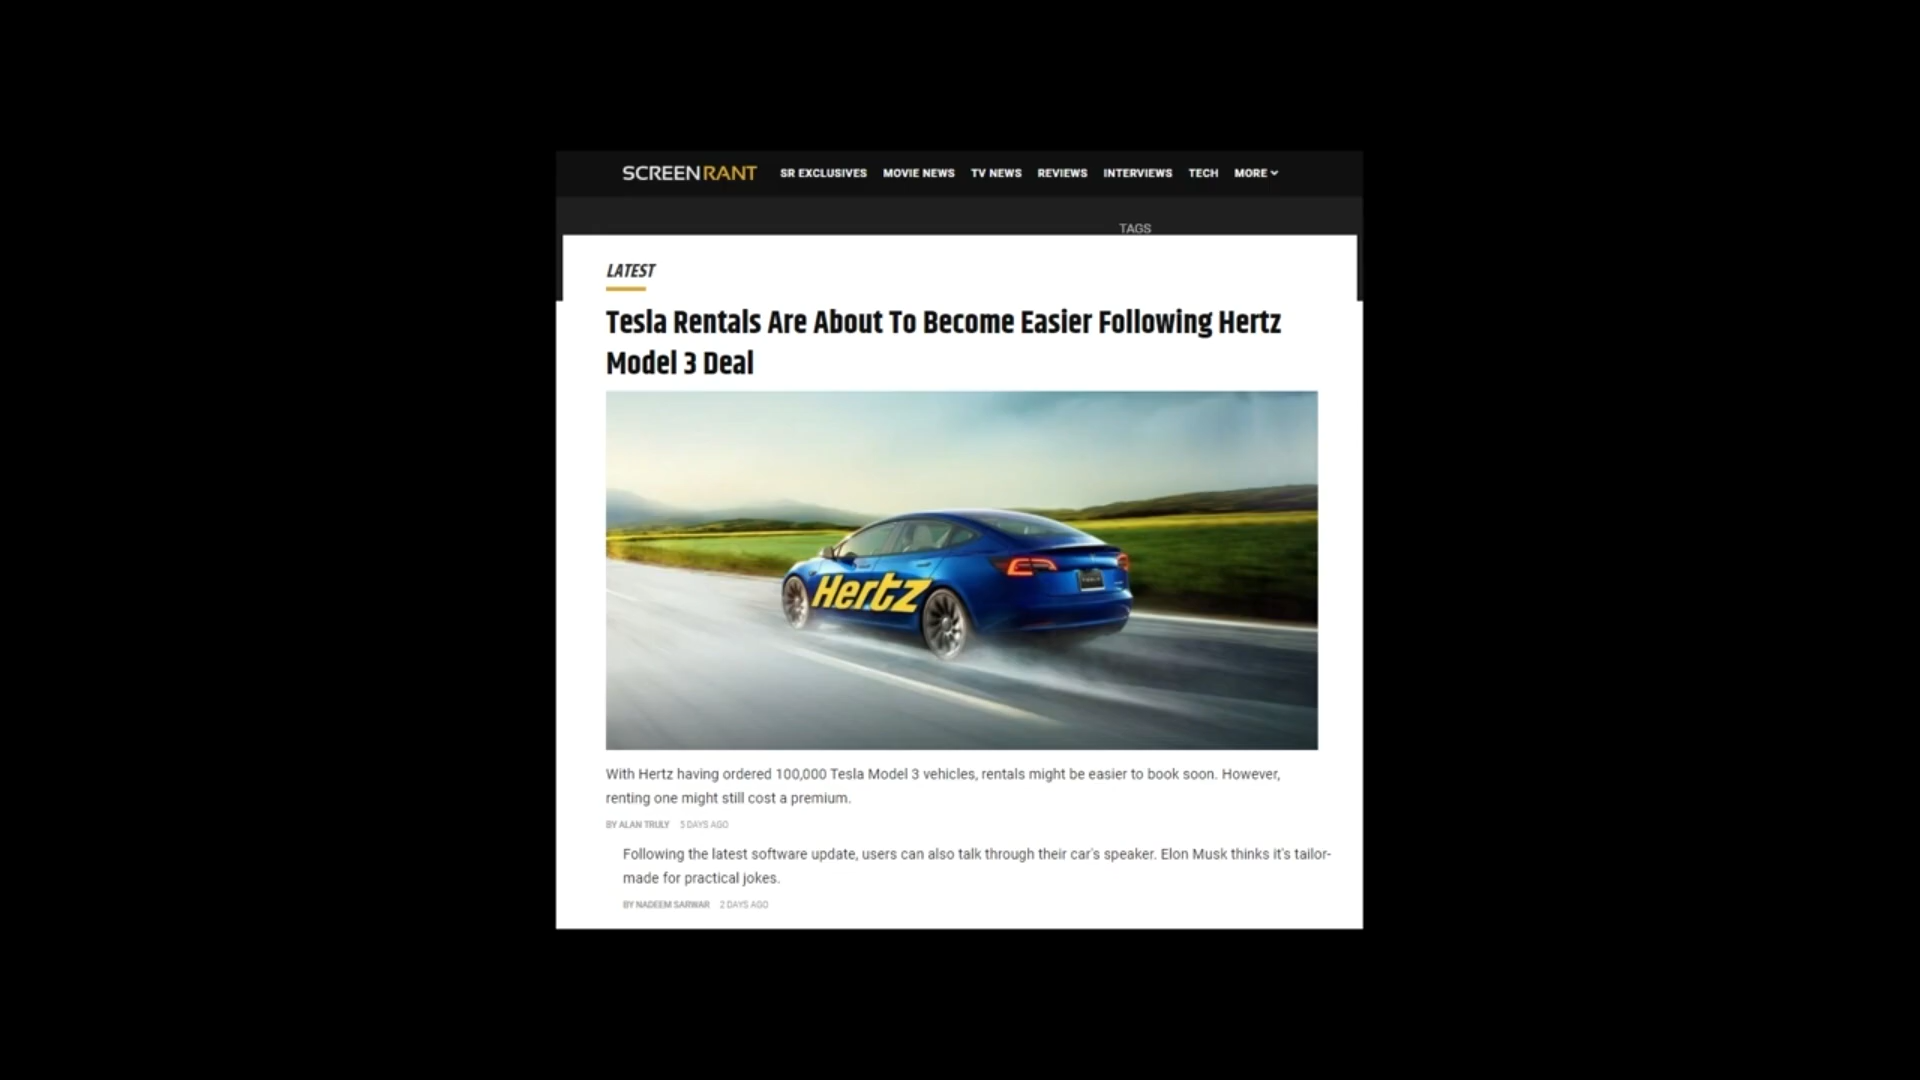 SCREENRANT SR EXCLUSIVES MOVIE NEWS TV NEWS REVIEWS INTERVIEWS TECH MORE
TAGS
LATEST
Tesla Rentals Are About To Become Easier Following Hertz
Model 3 Deal
Hertz
With Hertz having ordered 100,000 Tesla Model 3 vehicles, rentals might be easier to book soon. However,
renting one might still cost a premium.
BY ALAN TRULY 5 DAYS AGO
Following the latest software update, users can also talk through their car's speaker. Elon Musk thinks it's tailor-
made for practical jokes.
BY NADEEM SARWAR 2 DAYS AGO